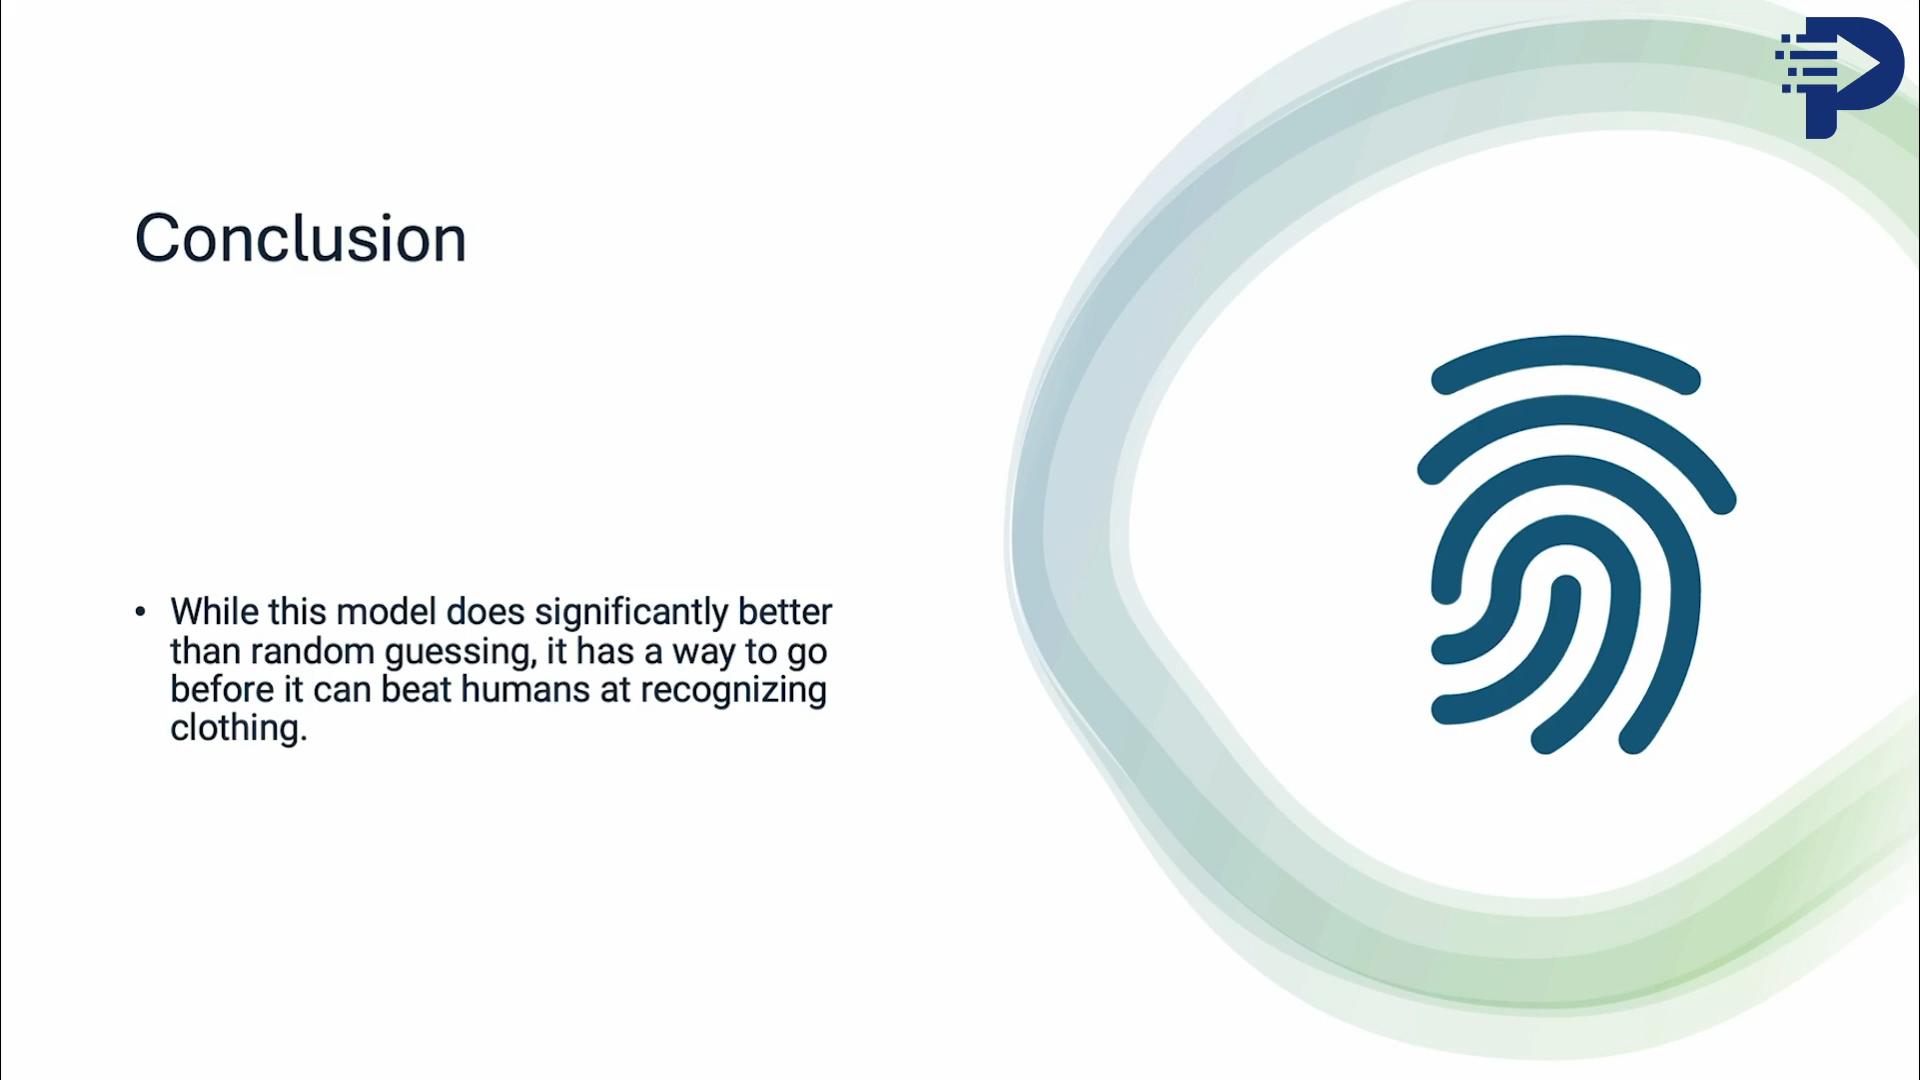 Conclusion
• While this model does significantly better
than random guessing, it has a way to go
before it can beat humans at recognizing
clothing.